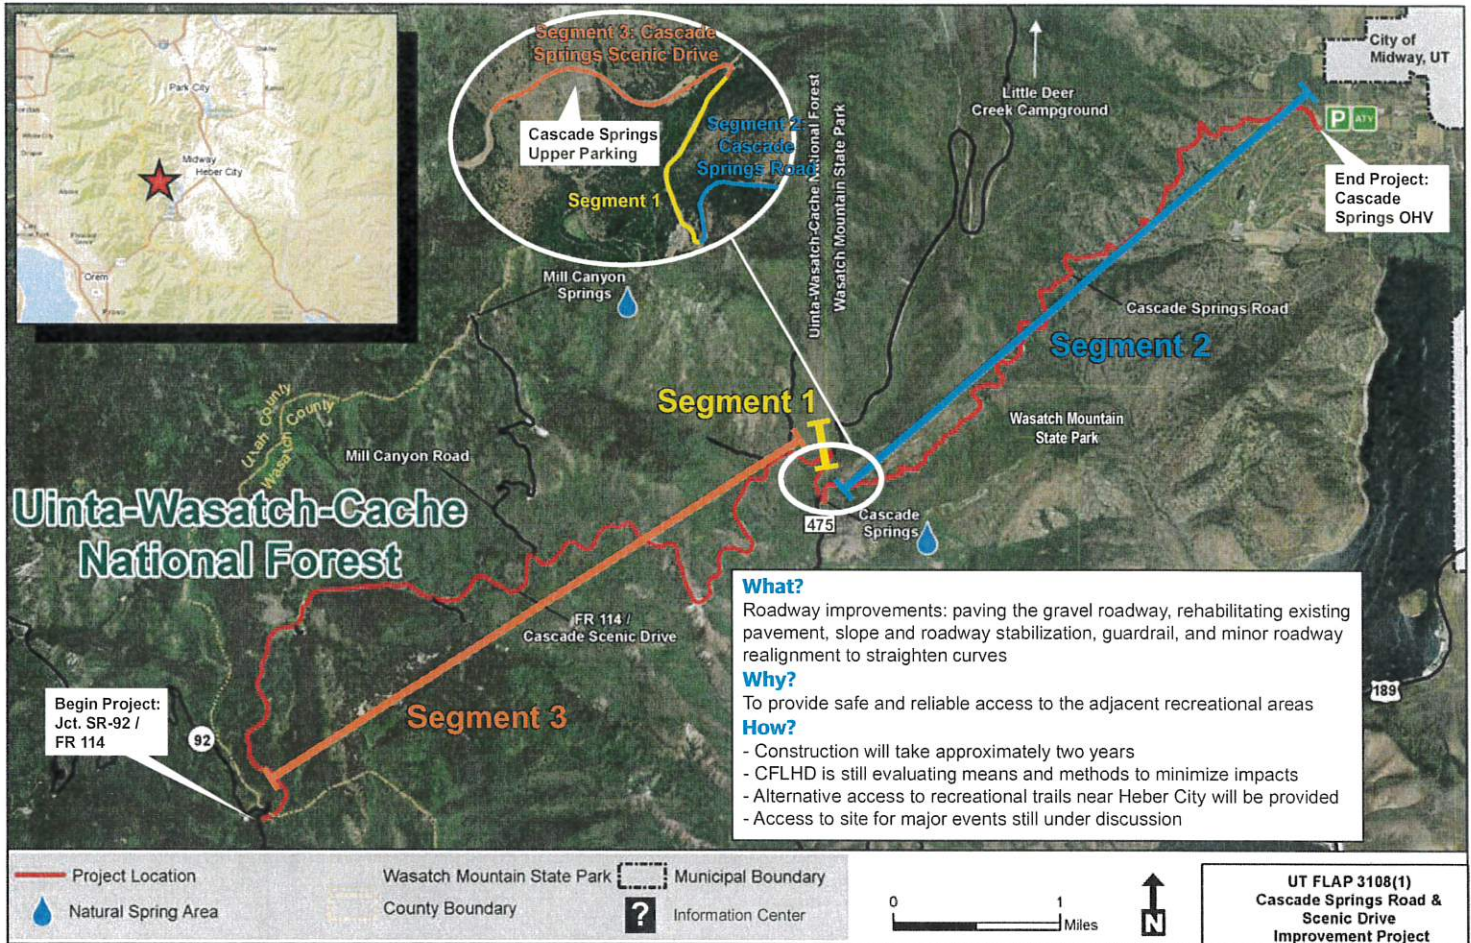 Park City
Midway
Heber City
Orem
Provo
Segment 3: Cascade
Springs Scenic Drive
Cascade Springs
Upper Parking
Segment 2:
Cascade
Springs Road
Segment 1
Uinta-Wasatch-Cache National Forest
Wasatch Mountain State Park
Little Deer
Creek Campground
City of
Midway, UT
P
ATV
End Project:
Cascade
Springs OHV
Mill Canyon
Springs
Cascade Springs Road
Segment 2
Segment 1
Utah County
Wasatch County
Mill Canyon Road
Wasatch Mountain
State Park
Uinta-Wasatch-Cache
National Forest
475
Cascade
Springs
FR 114 /
Cascade Scenic Drive
Segment 3
Begin Project:
Jct. SR-92 /
FR 114
92
189
What?
Roadway improvements: paving the gravel roadway, rehabilitating existing
pavement, slope and roadway stabilization, guardrail, and minor roadway
realignment to straighten curves
Why?
To provide safe and reliable access to the adjacent recreational areas
How?
- Construction will take approximately two years
- CFLHD is still evaluating means and methods to minimize impacts
- Alternative access to recreational trails near Heber City will be provided
- Access to site for major events still under discussion
Project Location
Wasatch Mountain State Park
Municipal Boundary
Natural Spring Area
County Boundary
?
Information Center
0
1
Miles
N
UT FLAP 3108(1)
Cascade Springs Road &
Scenic Drive
Improvement Project